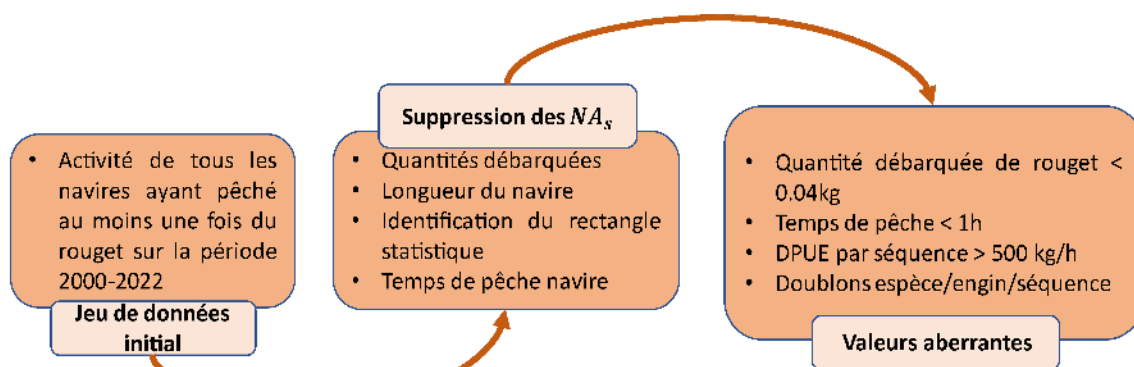 • Activité de tous les
navires ayant pêché
au moins une fois du
rouget sur la période
2000-2022
Jeu de données
initial
Suppression des NAs
• Quantités débarquées
• Longueur du navire
• Identification du rectangle
statistique
• Temps de pêche navire
• Quantité débarquée de rouget <
0.04kg
• Temps de pêche < 1h
• DPUE par séquence > 500 kg/h
• Doublons espèce/engin/séquence
Valeurs aberrantes